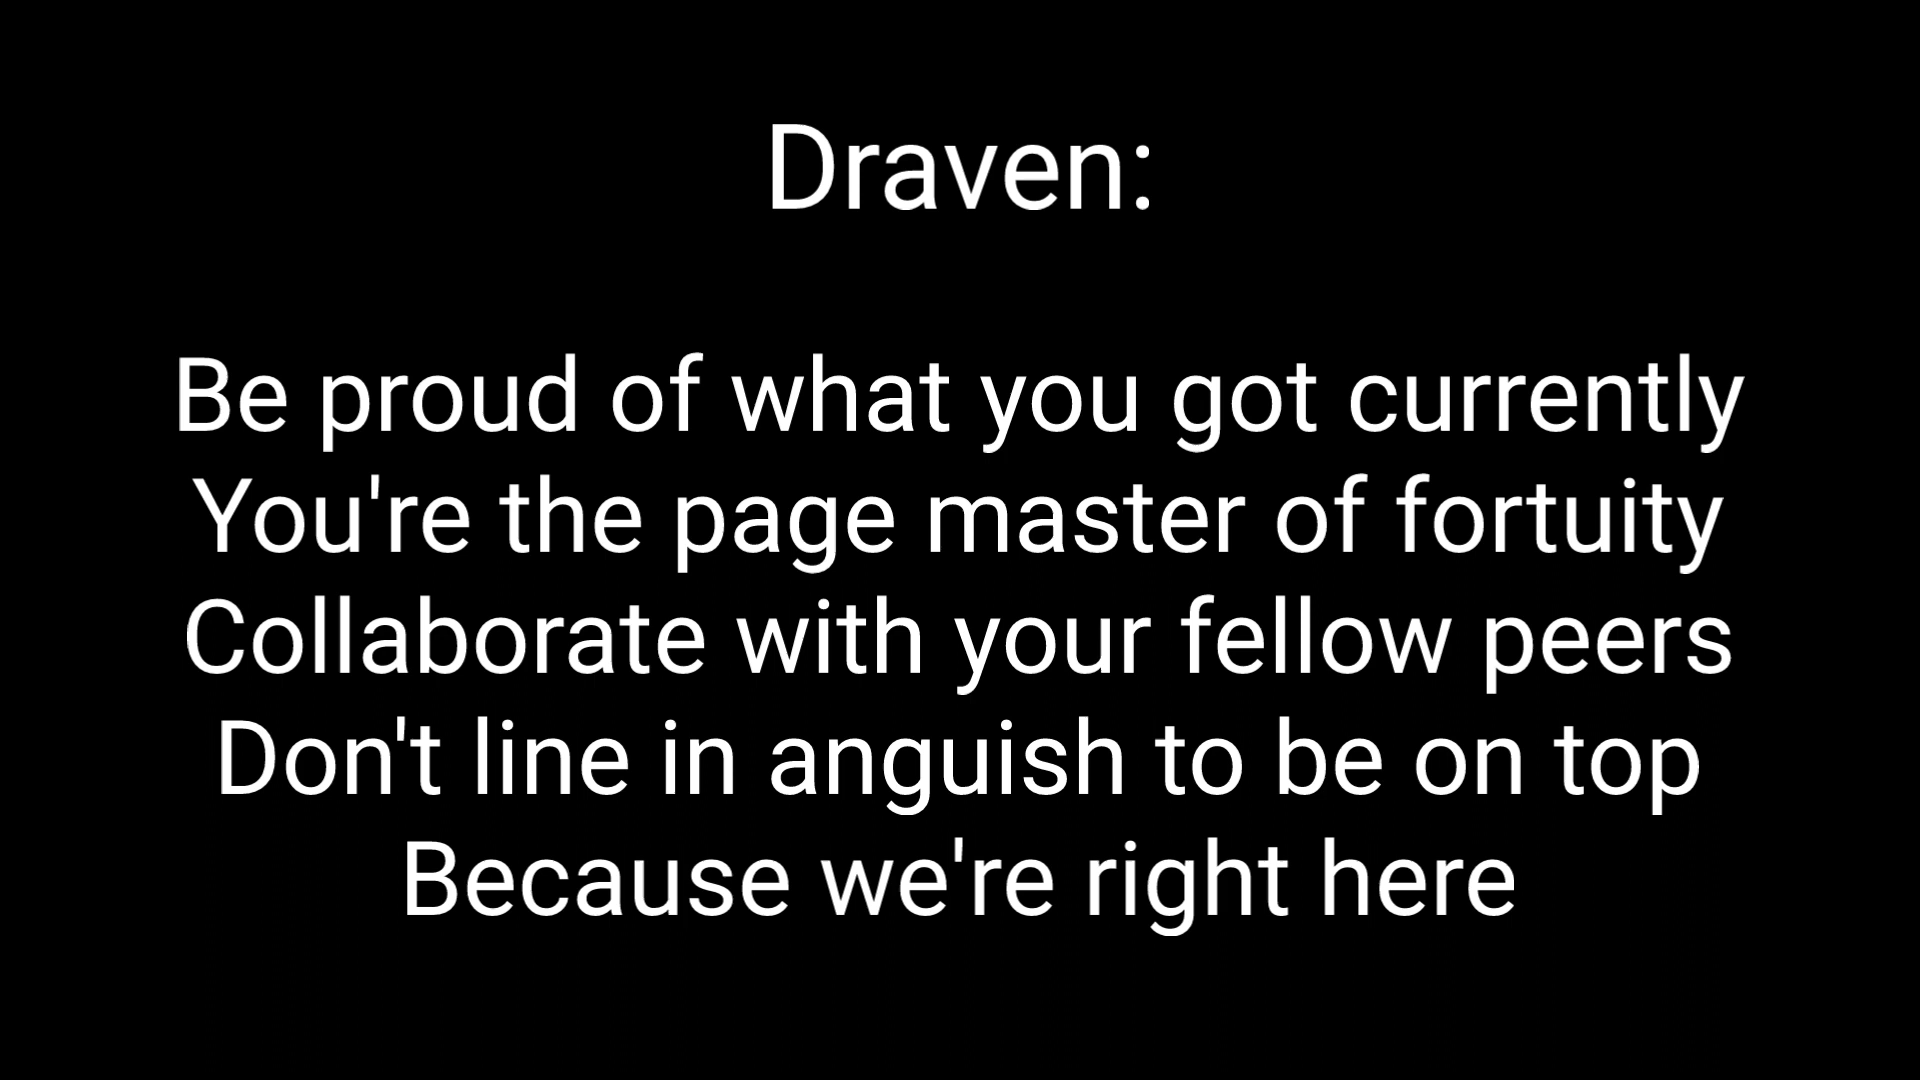 Draven:
Be proud of what you got currently
You're the page master of fortuity
Collaborate with your fellow peers
Don't line in anguish to be on top
Because we're right here